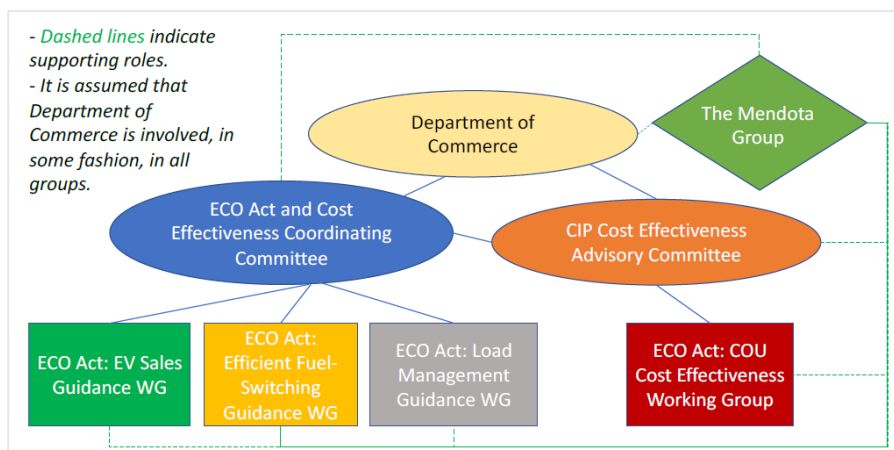 - Dashed lines indicate
supporting roles.
- It is assumed that
Department of
Commerce is involved, in
some fashion, in all
groups.
Department of
Commerce
The Mendota
Group
ECO Act and Cost
Effectiveness Coordinating
Committee
CIP Cost Effectiveness
Advisory Committee
ECO Act: EV Sales
Guidance WG
ECO Act:
Efficient Fuel-
Switching
Guidance WG
ECO Act: Load
Management
Guidance WG
ECO Act: COU
Cost Effectiveness
Working Group